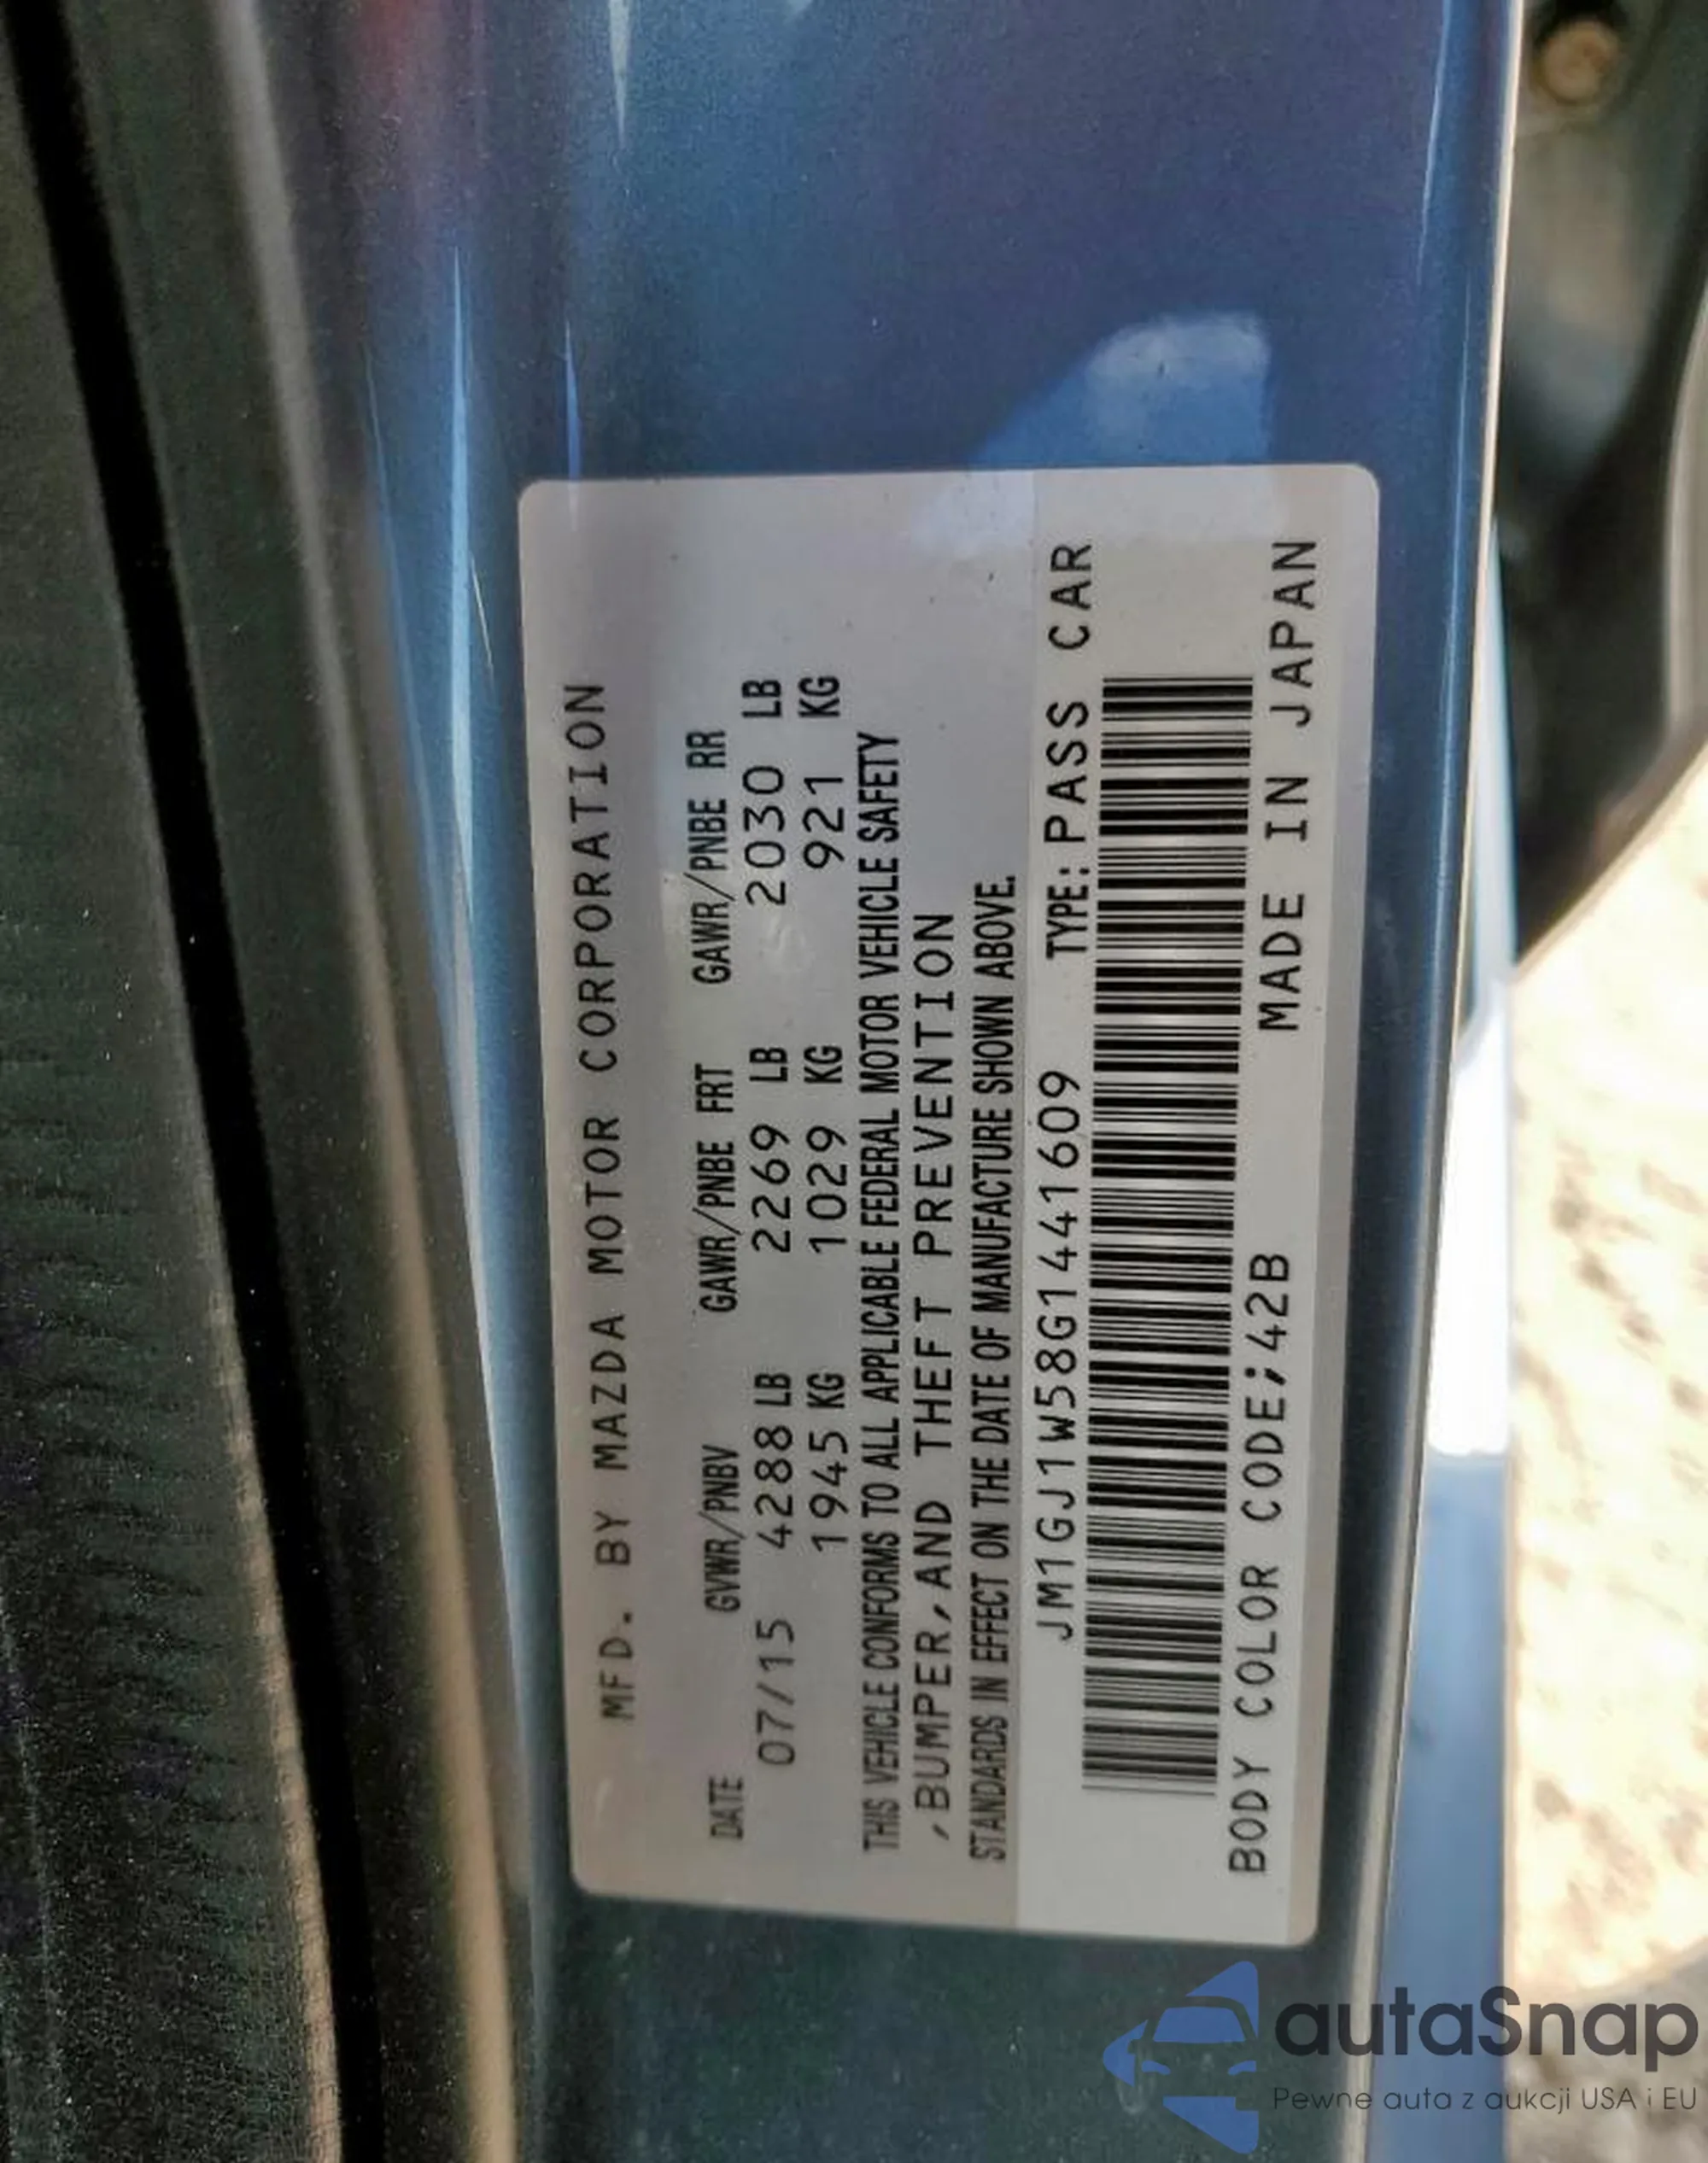 MFD. BY MAZDA MOTOR CORPORATION
DATE GVWR/PNBV GAWR/PNBE FRT GAWR/PNBE RR
07/15 4288 LB 2269 LB 2030 LB
1945 KG 1029 KG 921 KG
THIS VEHICLE CONFORMS TO ALL APPLICABLE FEDERAL MOTOR VEHICLE SAFETY
,BUMPER,AND THEFT PREVENTION
STANDARDS IN EFFECT ON THE DATE OF MANUFACTURE SHOWN ABOVE.
JM1GJ1W58G1441609 TYPE:PASS CAR
BODY COLOR CODE;42B MADE IN JAPAN
autaSnap
Pewne auta z aukcji USA i EU